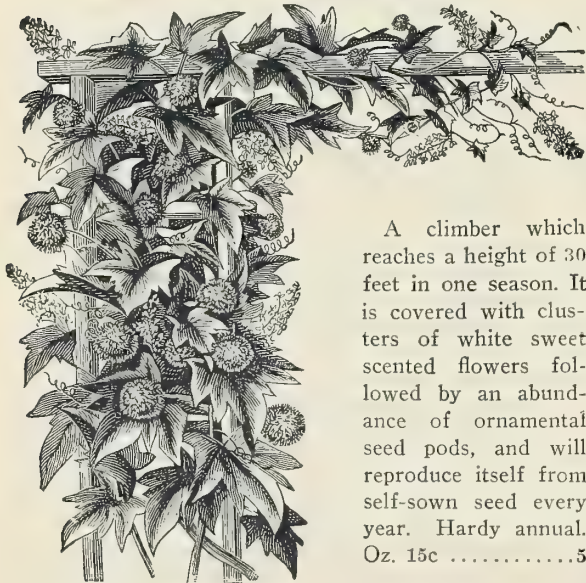 A climber which
reaches a height of 30
feet in one season. It
is covered with clus-
ters of white sweet
scented flowers fol-
lowed by an abund-
ance of ornamental
seed pods, and will
reproduce itself from
self-sown seed every
year. Hardy annual.
Oz. 15c ............5